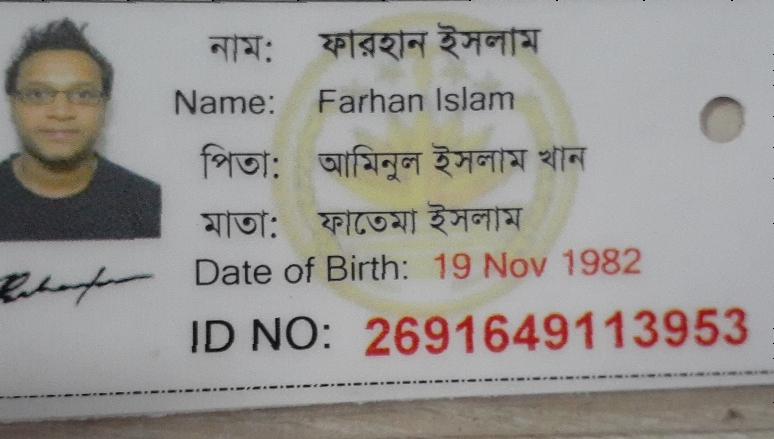 নাম: ফারহান ইসলাম
Name: Farhan Islam
পিতা: আমিনুল ইসলাম খান
মাতা: ফাতেমা ইসলাম
Date of Birth: 19 Nov 1982
ID NO: 2691649113953